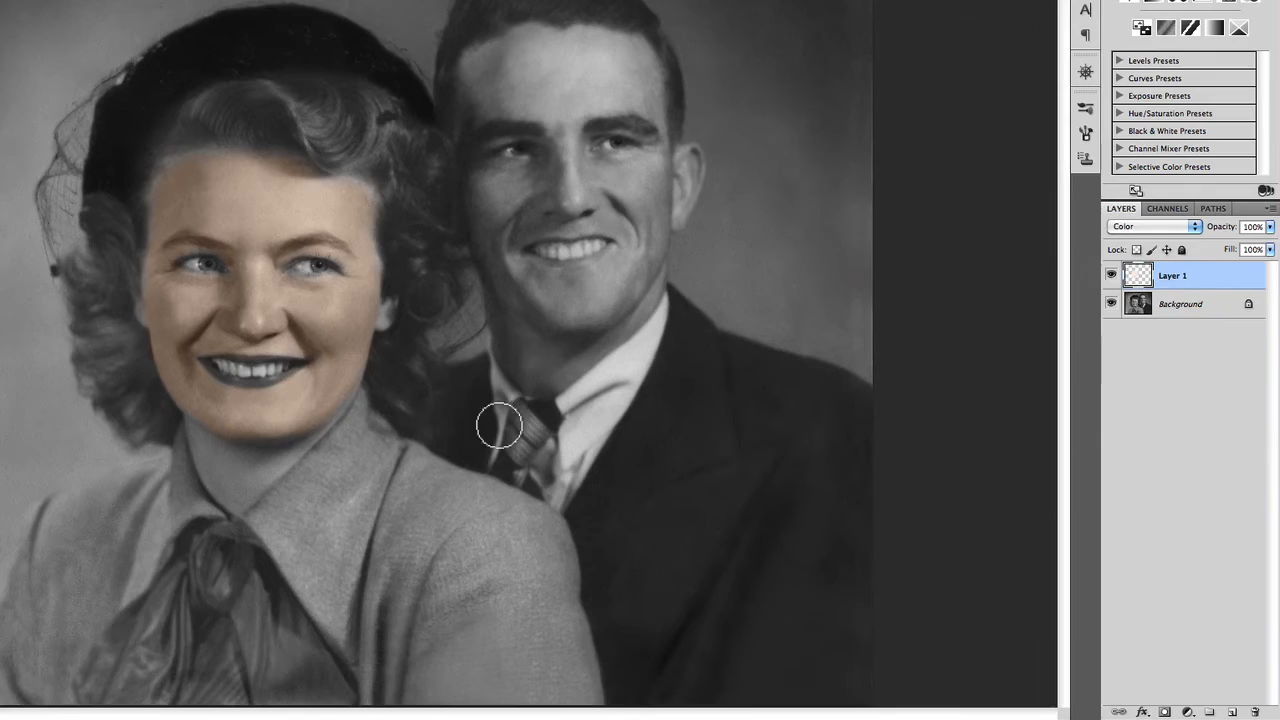 A|
Levels Presets
Curves Presets
Exposure Presets
Hue/Saturation Presets
Black & White Presets
Channel Mixer Presets
Selective Color Presets
LAYERS CHANNELS PATHS
Color Opacity: 100%
Lock: Fill: 100%
Layer 1
Background
fx